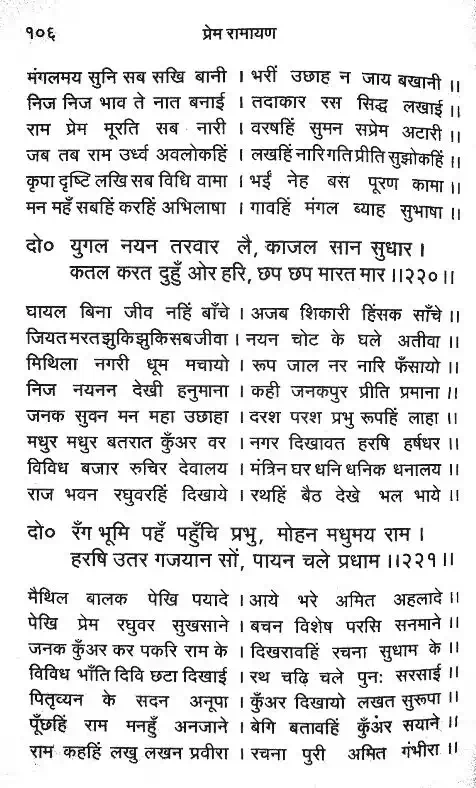 १०६ प्रेम रामायण
मंगलमय सुनि सब सखि बानी । भरीं उछाह न जाय बखानी ।।
निज निज भाव ते नात बनाई । तदाकार रस सिद्ध लखाई ।।
राम प्रेम मूरति सब नारी । वरषहिं सुमन सप्रेम अटारी ।।
जब तब राम उर्ध्व अवलोकहिं । लखहिं नारि गति प्रीति सुझोकहिं ।।
कृपा दृष्टि लखि सब विधि वामा । भईं नेह बस पूरण कामा ।।
मन महँ सबहिं करहिं अभिलाषा । गावहिं मंगल ब्याह सुभाषा ।।
दो० युगल नयन तरवार लै, काजल सान सुधार ।
कतल करत दुहुँ ओर हरि, छप छप मारत मार ।।२२०।।
घायल बिना जीव नहिं बाँचे । अजब शिकारी हिंसक साँचे ।।
जियत मरत झुकि झुकि सब जीवा । नयन चोट के घले अतीवा ।।
मिथिला नगरी धूम मचायो । रूप जाल नर नारि फँसायो ।।
निज नयनन देखी हनुमाना । कही जनकपुर प्रीति प्रमाना ।।
जनक सुवन मन महा उछाहा । दरश परश प्रभु रूपहिं लाहा ।।
मधुर मधुर बतरात कुँअर वर । नगर दिखावत हरषि हर्षधर ।।
विविध बजार रुचिर देवालय । मंत्रिन घर धनि धनिक धनालय ।।
राज भवन रघुवरहिं दिखाये । रथहिं बैठ देखे भल भाये ।।
दो० रँग भूमि पहँ पहुँचि प्रभु, मोहन मधुमय राम ।
हरषि उतर गजयान सों, पायन चले प्रधाम ।।२२१।।
मैथिल बालक पेखि पयादे । आये भरे अमित अहलादे ।।
पेखि प्रेम रघुवर सुखसाने । बचन विशेष परसि सनमाने ।।
जनक कुँअर कर पकरि राम के । दिखरावहिं रचना सुधाम के ।।
विविध भाँति दिवि छटा दिखाई । रथ चढ़ि चले पुनः सरसाई ।।
पितृव्यन के सदन अनूपा । कुँअर दिखायो लखत सुरूपा ।।
पूँछहिं राम मनहुँ अनजाने । बेगि बतावहिं कुँअर सयाने ।।
राम कहहिं लखु लखन प्रवीरा । रचना पुरी अमित गंभीरा ।।